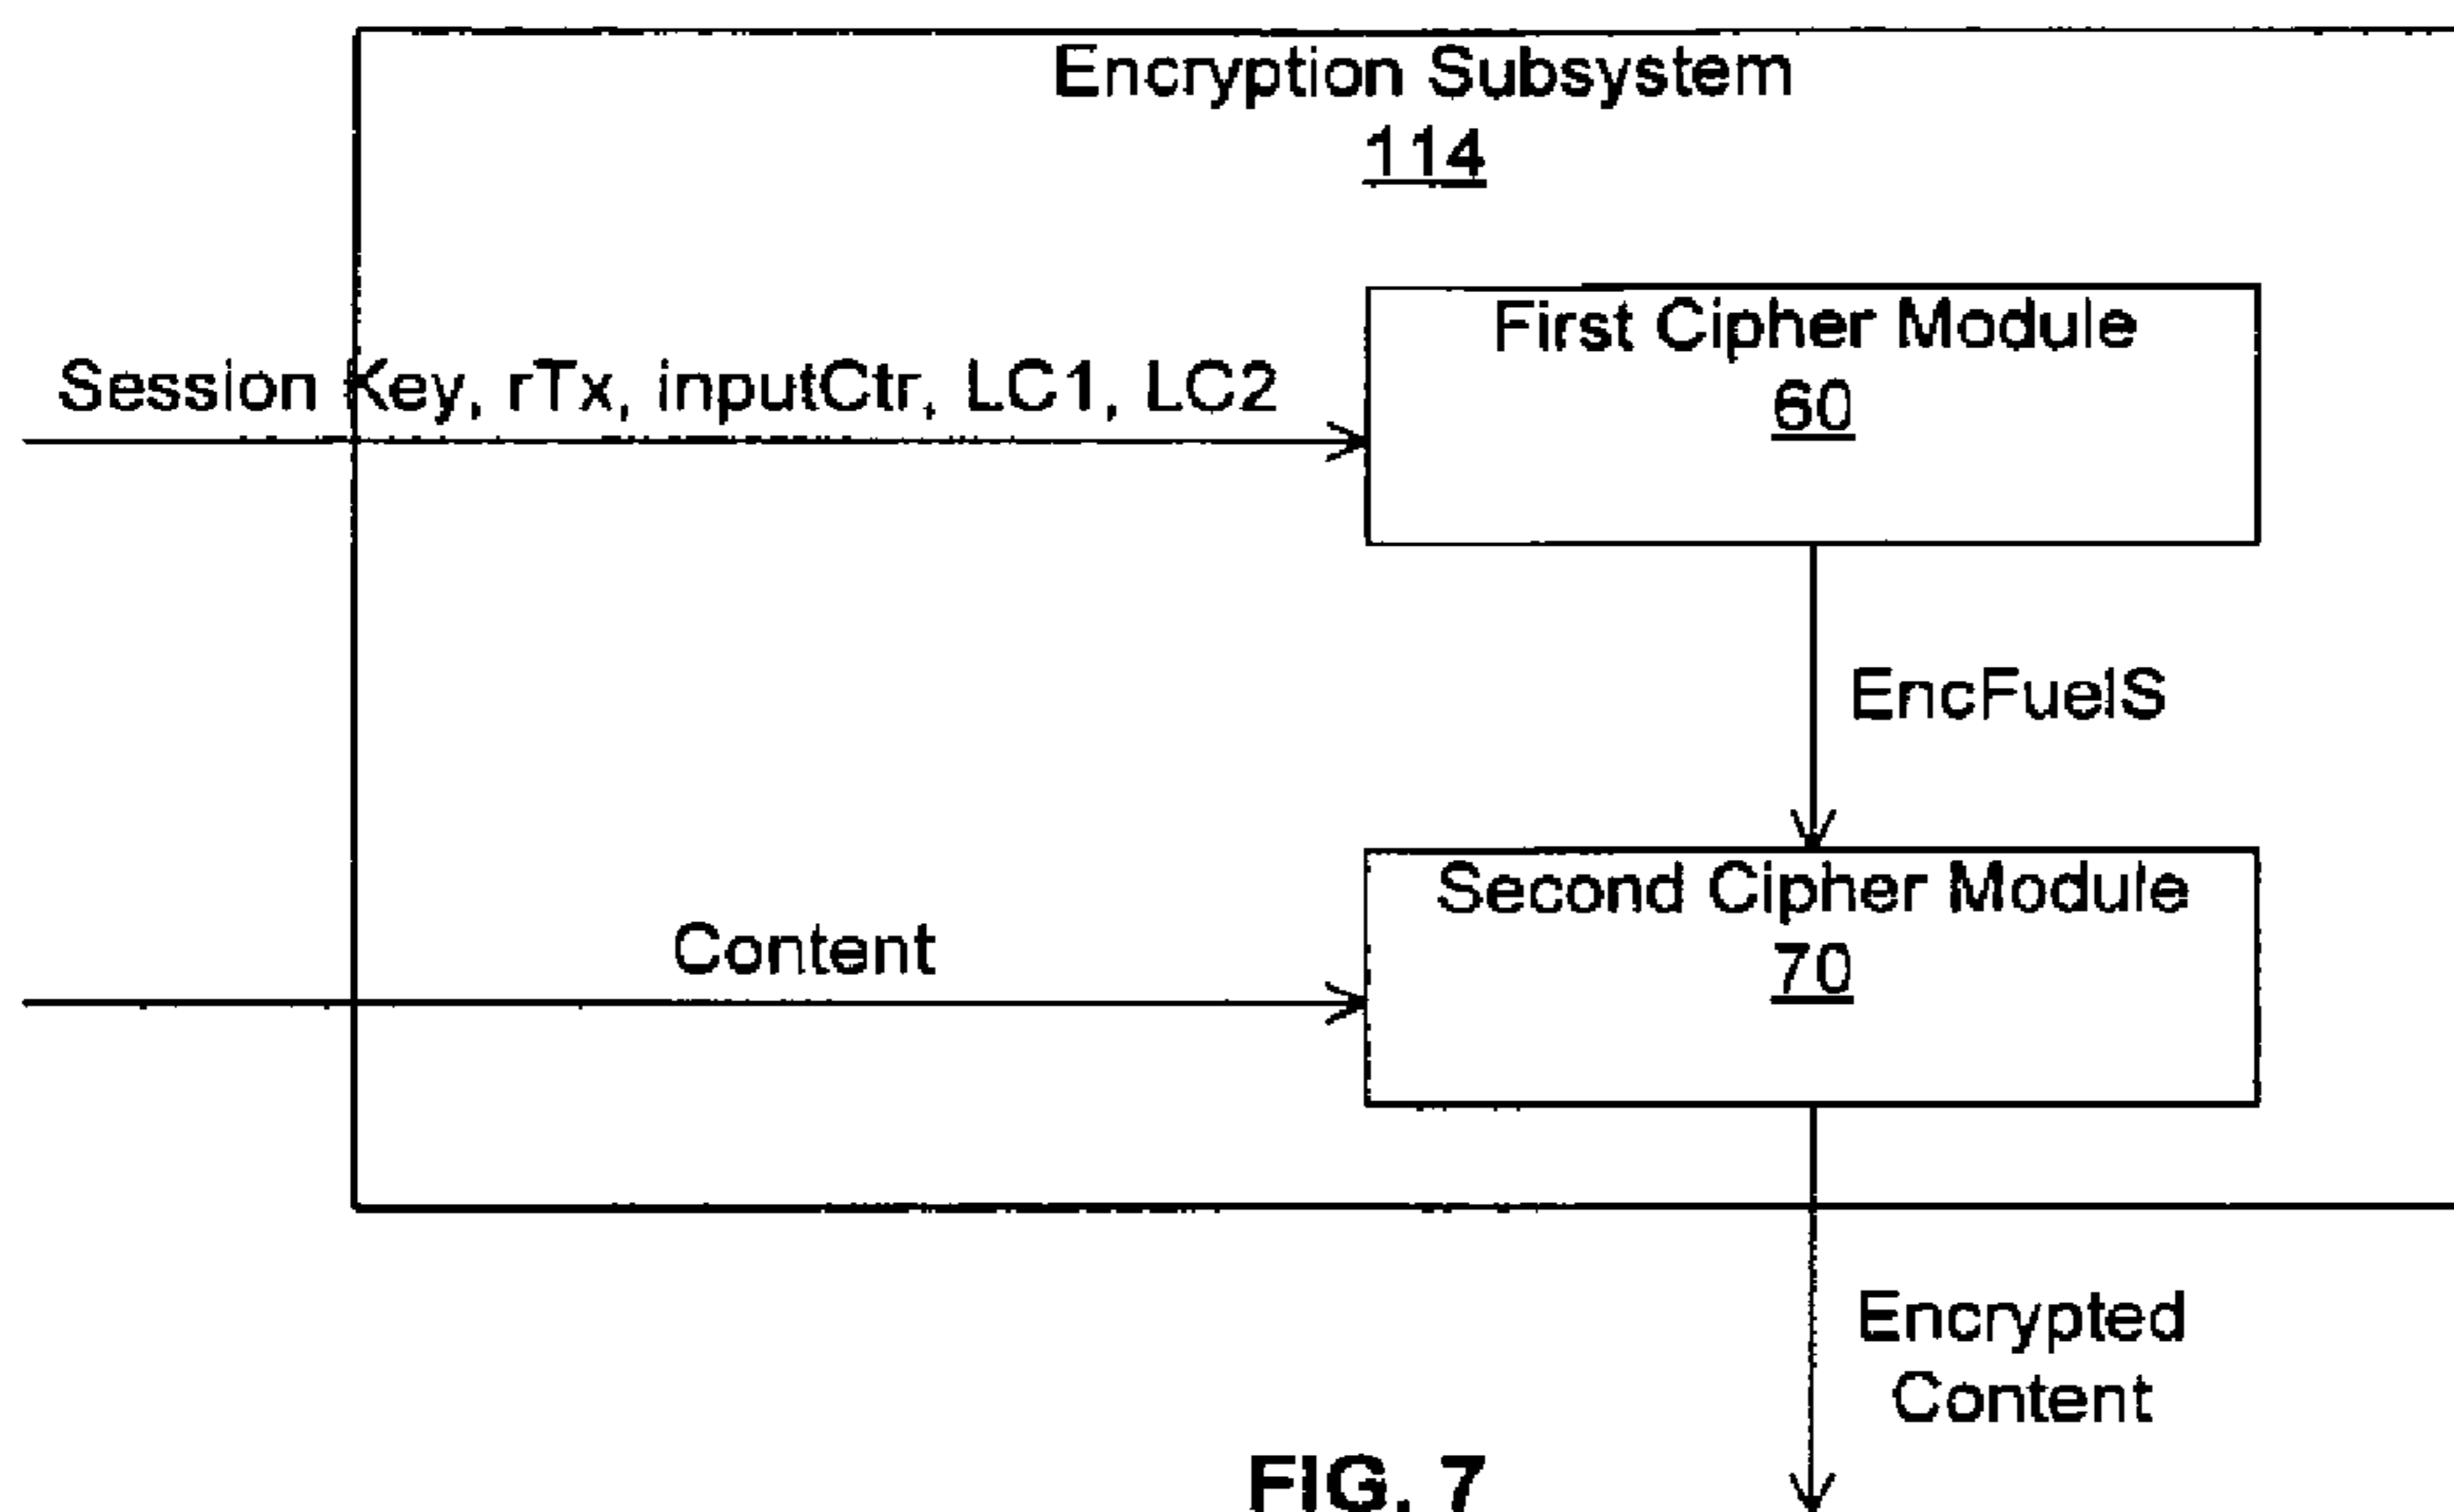 Encryption Subsystem
114
First Cipher Module
60
Session Key, rTx, inputCtr, LC1, LC2
EncFuelS
Second Cipher Module
70
Content
Encrypted
Content
FIG. 7